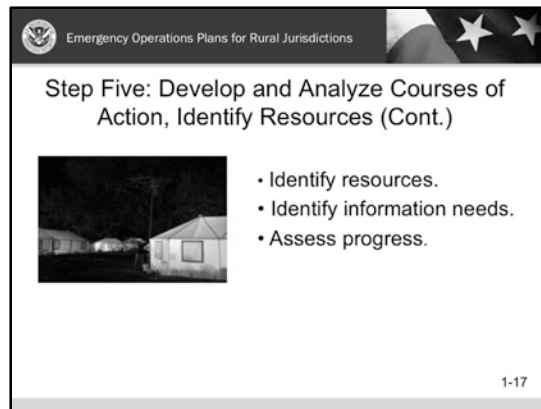 Emergency Operations Plans for Rural Jurisdictions
Step Five: Develop and Analyze Courses of
Action, Identify Resources (Cont.)
• Identify resources.
• Identify information needs.
• Assess progress.
1-17